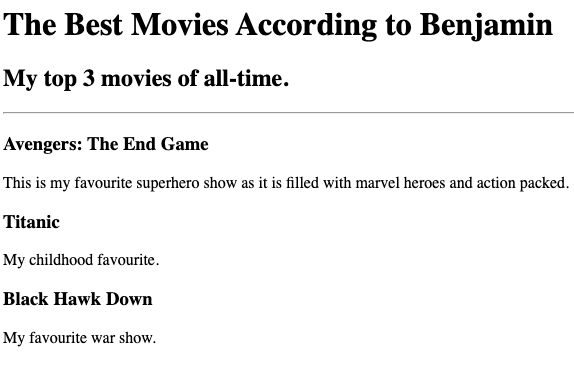 The Best Movies According to Benjamin
My top 3 movies of all-time.
Avengers: The End Game
This is my favourite superhero show as it is filled with marvel heroes and action packed.
Titanic
My childhood favourite.
Black Hawk Down
My favourite war show.